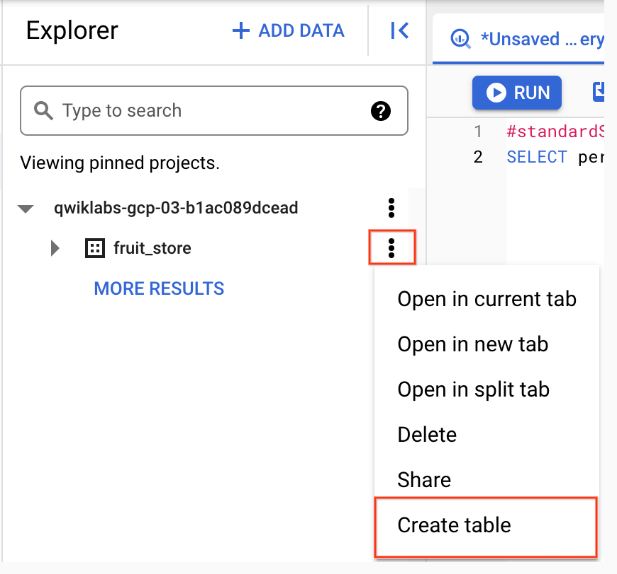 Explorer
+ ADD DATA
*Unsaved ...ery
Type to search
?
RUN
1 #standardS
2 SELECT per
Viewing pinned projects.
qwiklabs-gcp-03-b1ac089dcead
fruit_store
MORE RESULTS
Open in current tab
Open in new tab
Open in split tab
Delete
Share
Create table